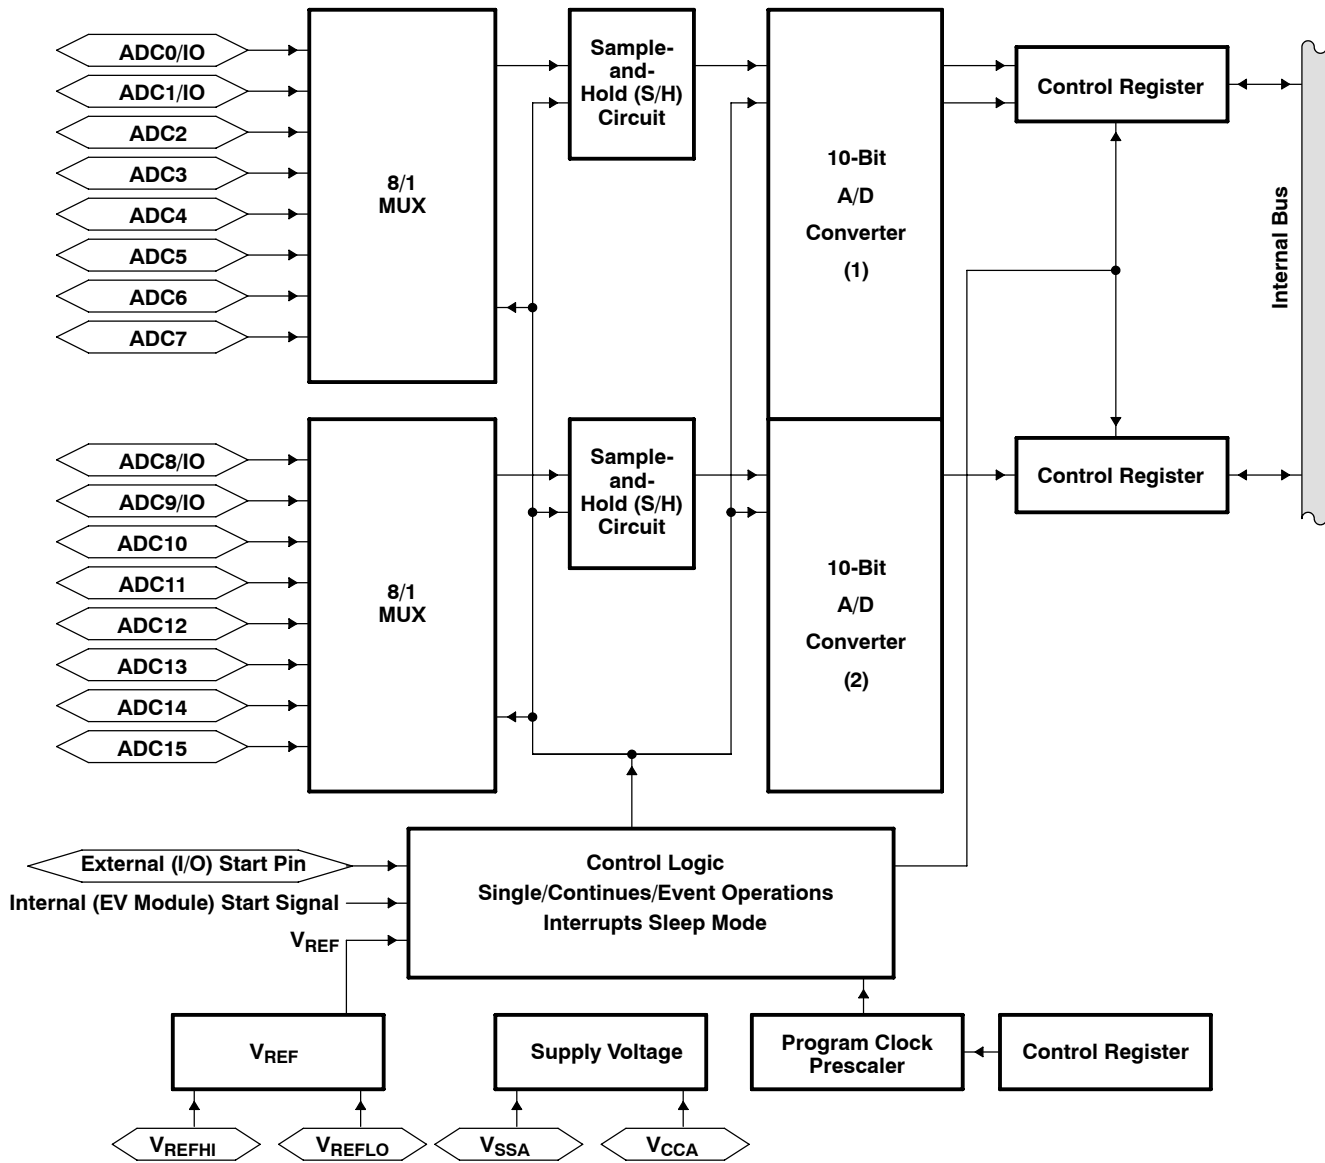 ADC0/IO
ADC1/IO
ADC2
ADC3
ADC4
ADC5
ADC6
ADC7
8/1
MUX
Sample-
and-
Hold (S/H)
Circuit
10-Bit
A/D
Converter
(1)
Control Register
Internal Bus
ADC8/IO
ADC9/IO
ADC10
ADC11
ADC12
ADC13
ADC14
ADC15
8/1
MUX
Sample-
and-
Hold (S/H)
Circuit
10-Bit
A/D
Converter
(2)
Control Register
External (I/O) Start Pin
Internal (EV Module) Start Signal
VREF
Control Logic
Single/Continues/Event Operations
Interrupts Sleep Mode
VREF
Supply Voltage
Program Clock
Prescaler
Control Register
VREFHI
VREFLO
VSSA
VCCA